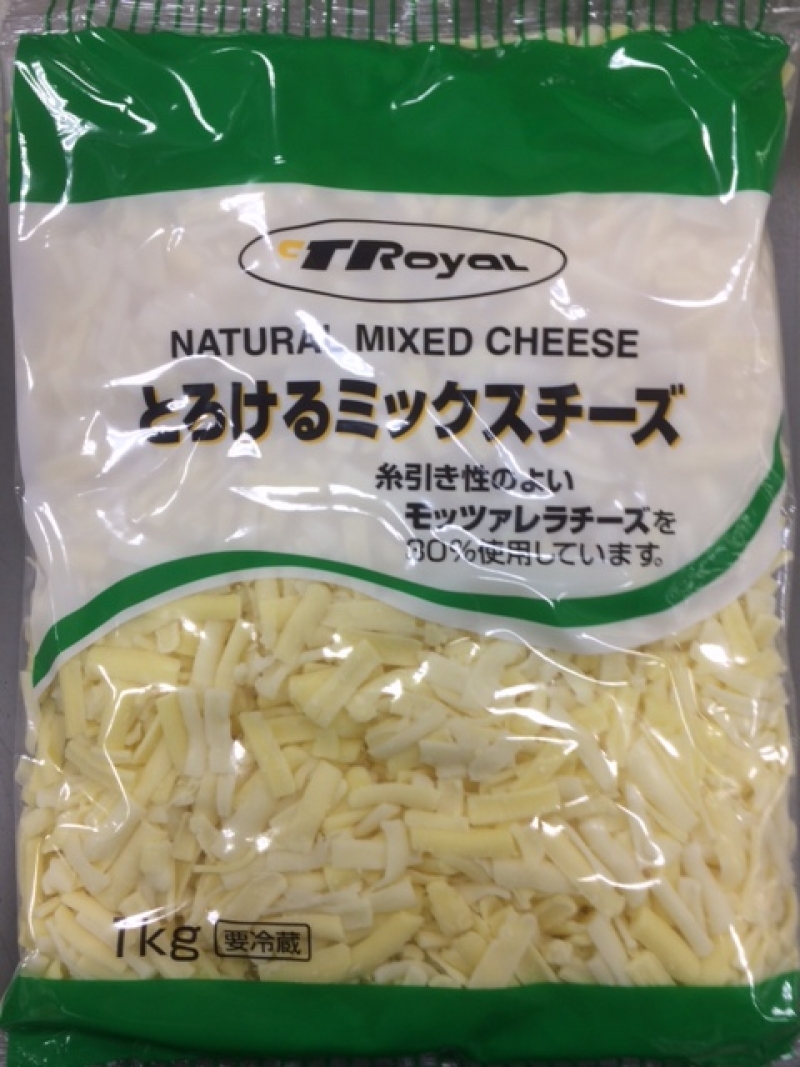 CTROYAL
NATURAL MIXED CHEESE
とろけるミックスチーズ
糸引き性のよい
モッツァレラチーズを
30%使用しています。
1kg 要冷蔵